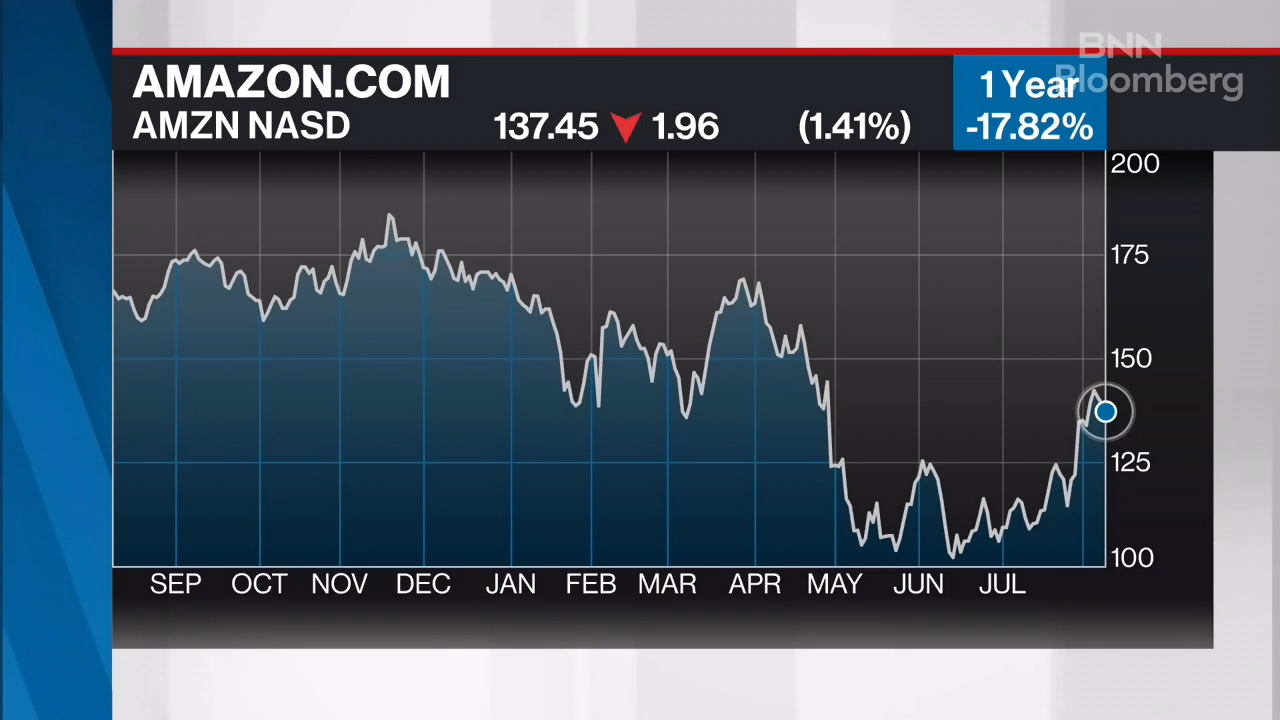 BNN
Bloomberg
AMAZON.COM
AMZN NASD 137.45 1.96 (1.41%)
1 Year
-17.82%
200
175
150
125
100
SEP OCT NOV DEC JAN FEB MAR APR MAY JUN JUL